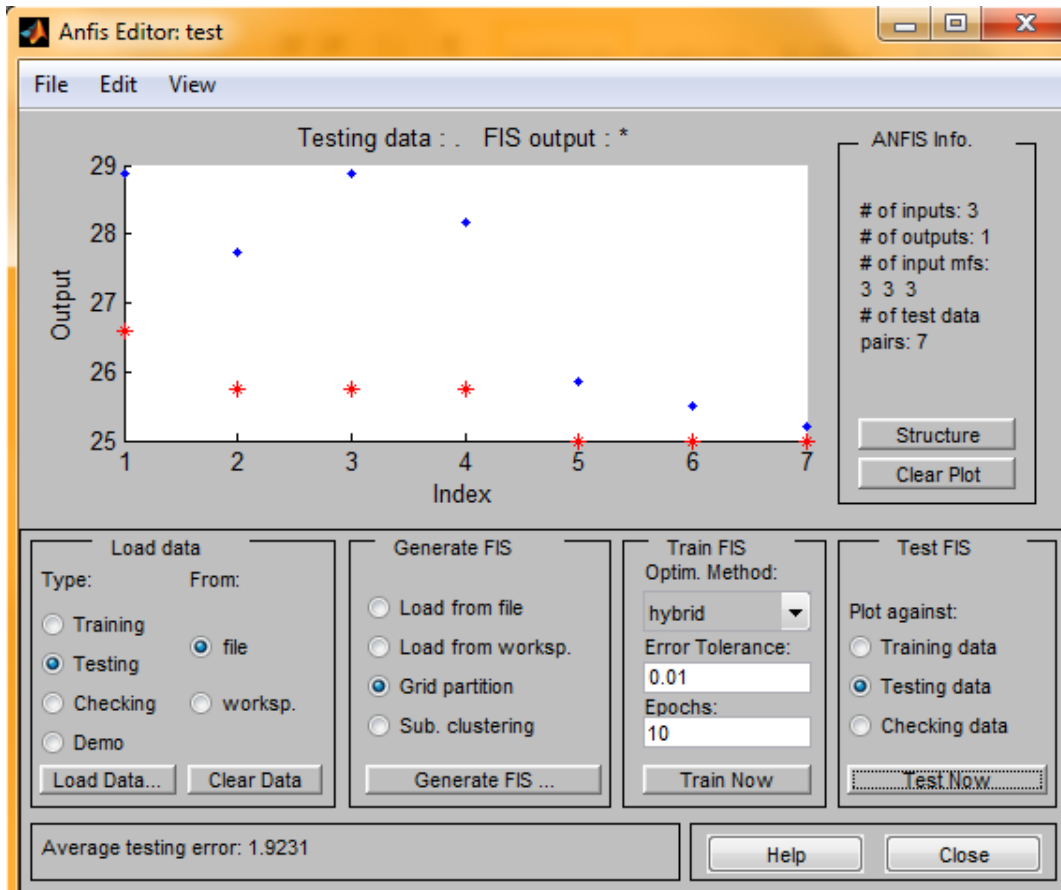 Anfis Editor: test
File Edit View
Testing data : . FIS output : *
29
28
27
26
25
Output
1 2 3 4 5 6 7
Index
ANFIS Info.
# of inputs: 3
# of outputs: 1
# of input mfs:
3 3 3
# of test data
pairs: 7
Structure
Clear Plot
Load data
Type: From:
Training
file
Testing
Checking
worksp.
Demo
Load Data... Clear Data
Generate FIS
Load from file
Load from worksp.
Grid partition
Sub. clustering
Generate FIS ...
Train FIS
Optim. Method:
hybrid
Error Tolerance:
0.01
Epochs:
10
Train Now
Test FIS
Plot against:
Training data
Testing data
Checking data
Test Now
Average testing error: 1.9231
Help
Close